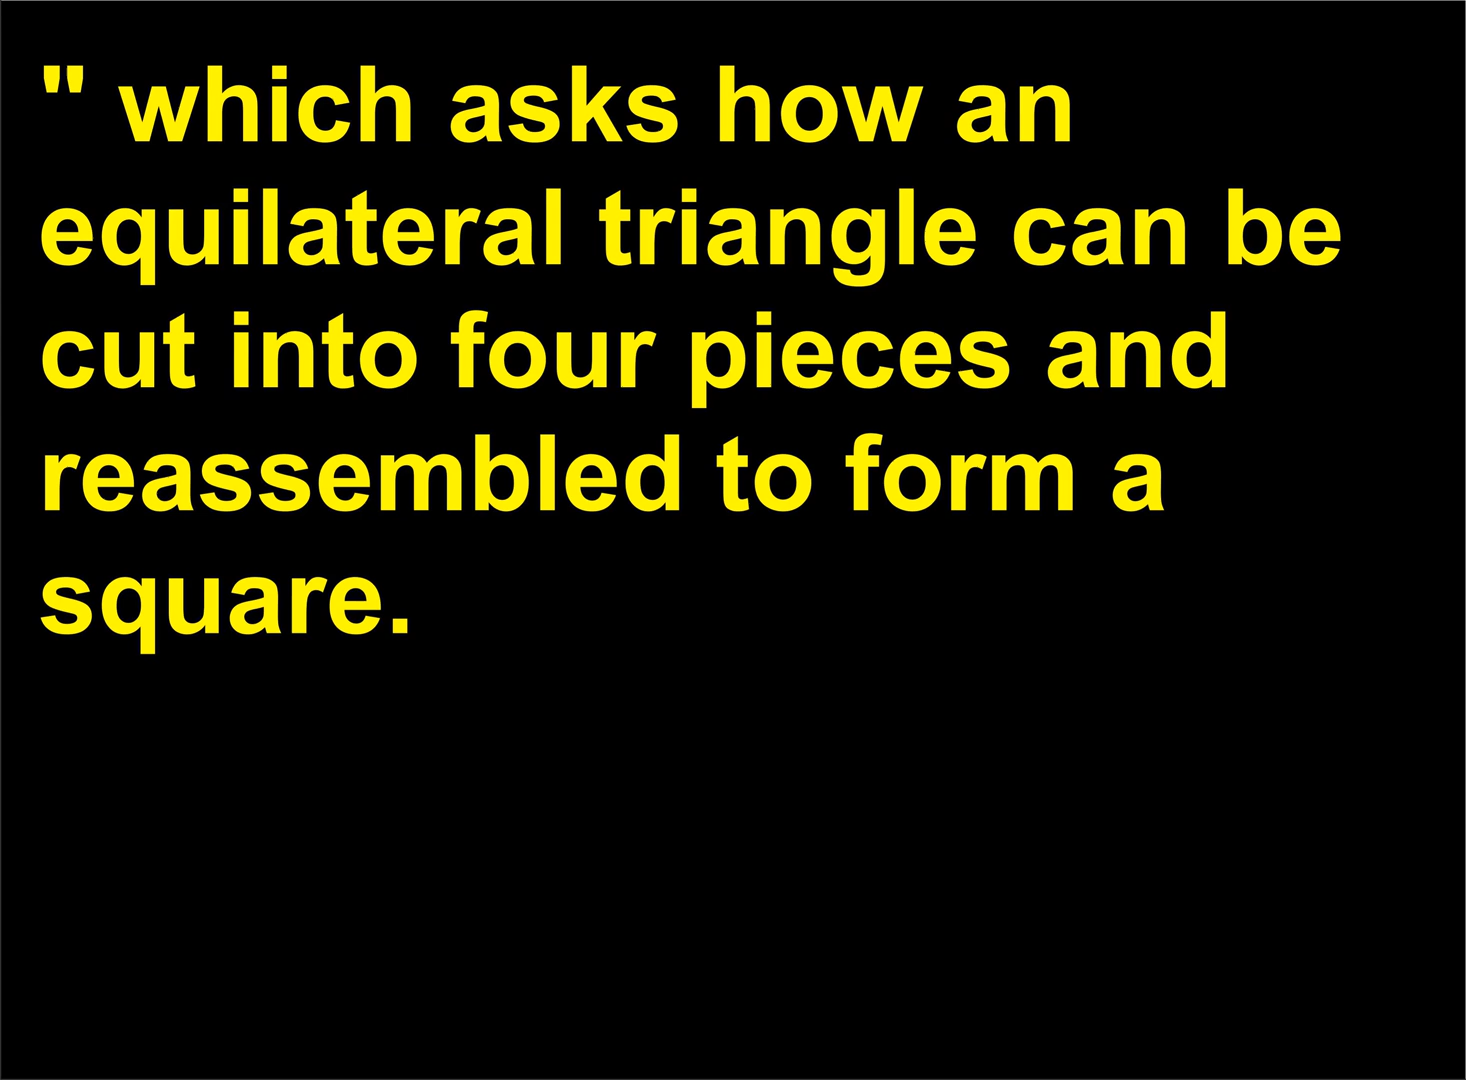 " which asks how an
equilateral triangle can be
cut into four pieces and
reassembled to form a
square.